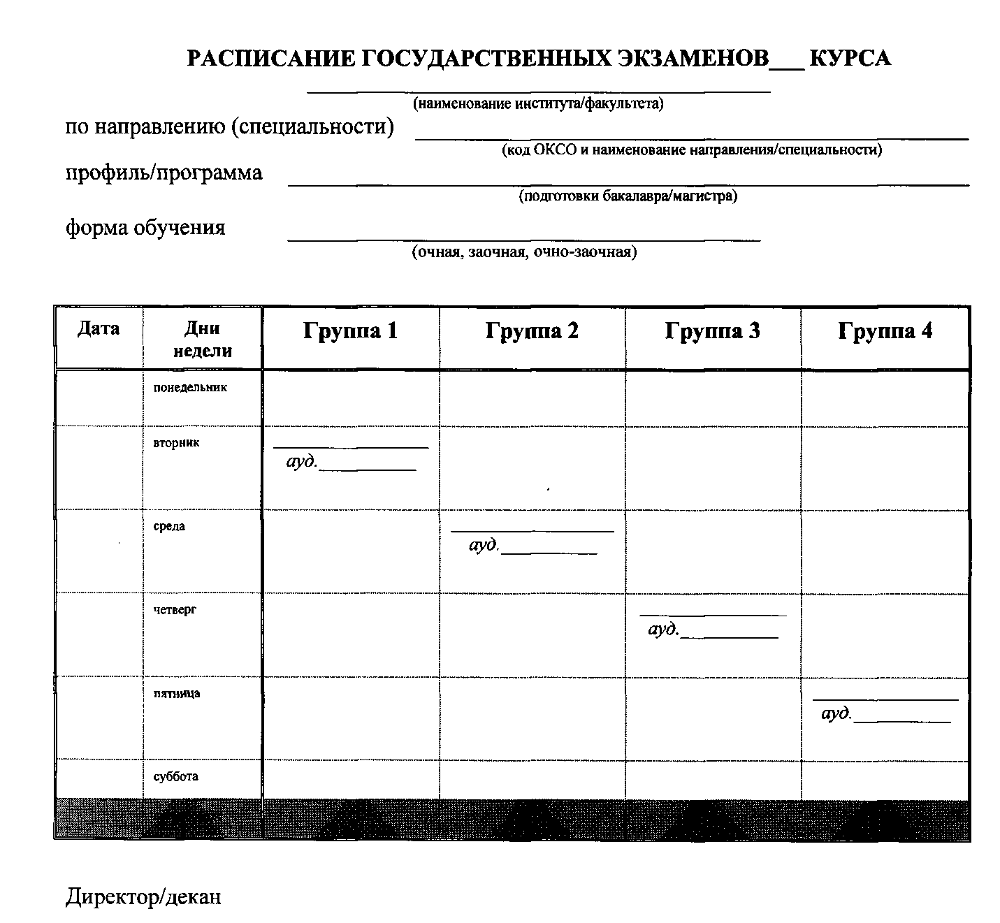 РАСПИСАНИЕ ГОСУДАРСТВЕННЫХ ЭКЗАМЕНОВ___ КУРСА
(наименование института/факультета)
по направлению (специальности)
(код ОКСО и наименование направления/специальности)
профиль/программа
(подготовки бакалавра/магистра)
форма обучения
(очная, заочная, очно-заочная)
Дата Дни недели Группа 1 Группа 2 Группа 3 Группа 4
понедельник
вторник
ауд.
среда
ауд.
четверг
ауд.
пятница
ауд.
суббота
Директор/декан